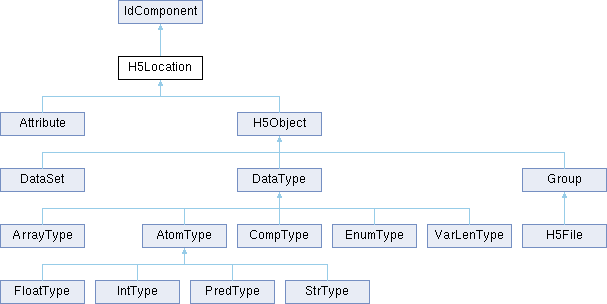 IdComponent
H5Location
Attribute H5Object
DataSet DataType Group
ArrayType AtomType CompType EnumType VarLenType H5File
FloatType IntType PredType StrType